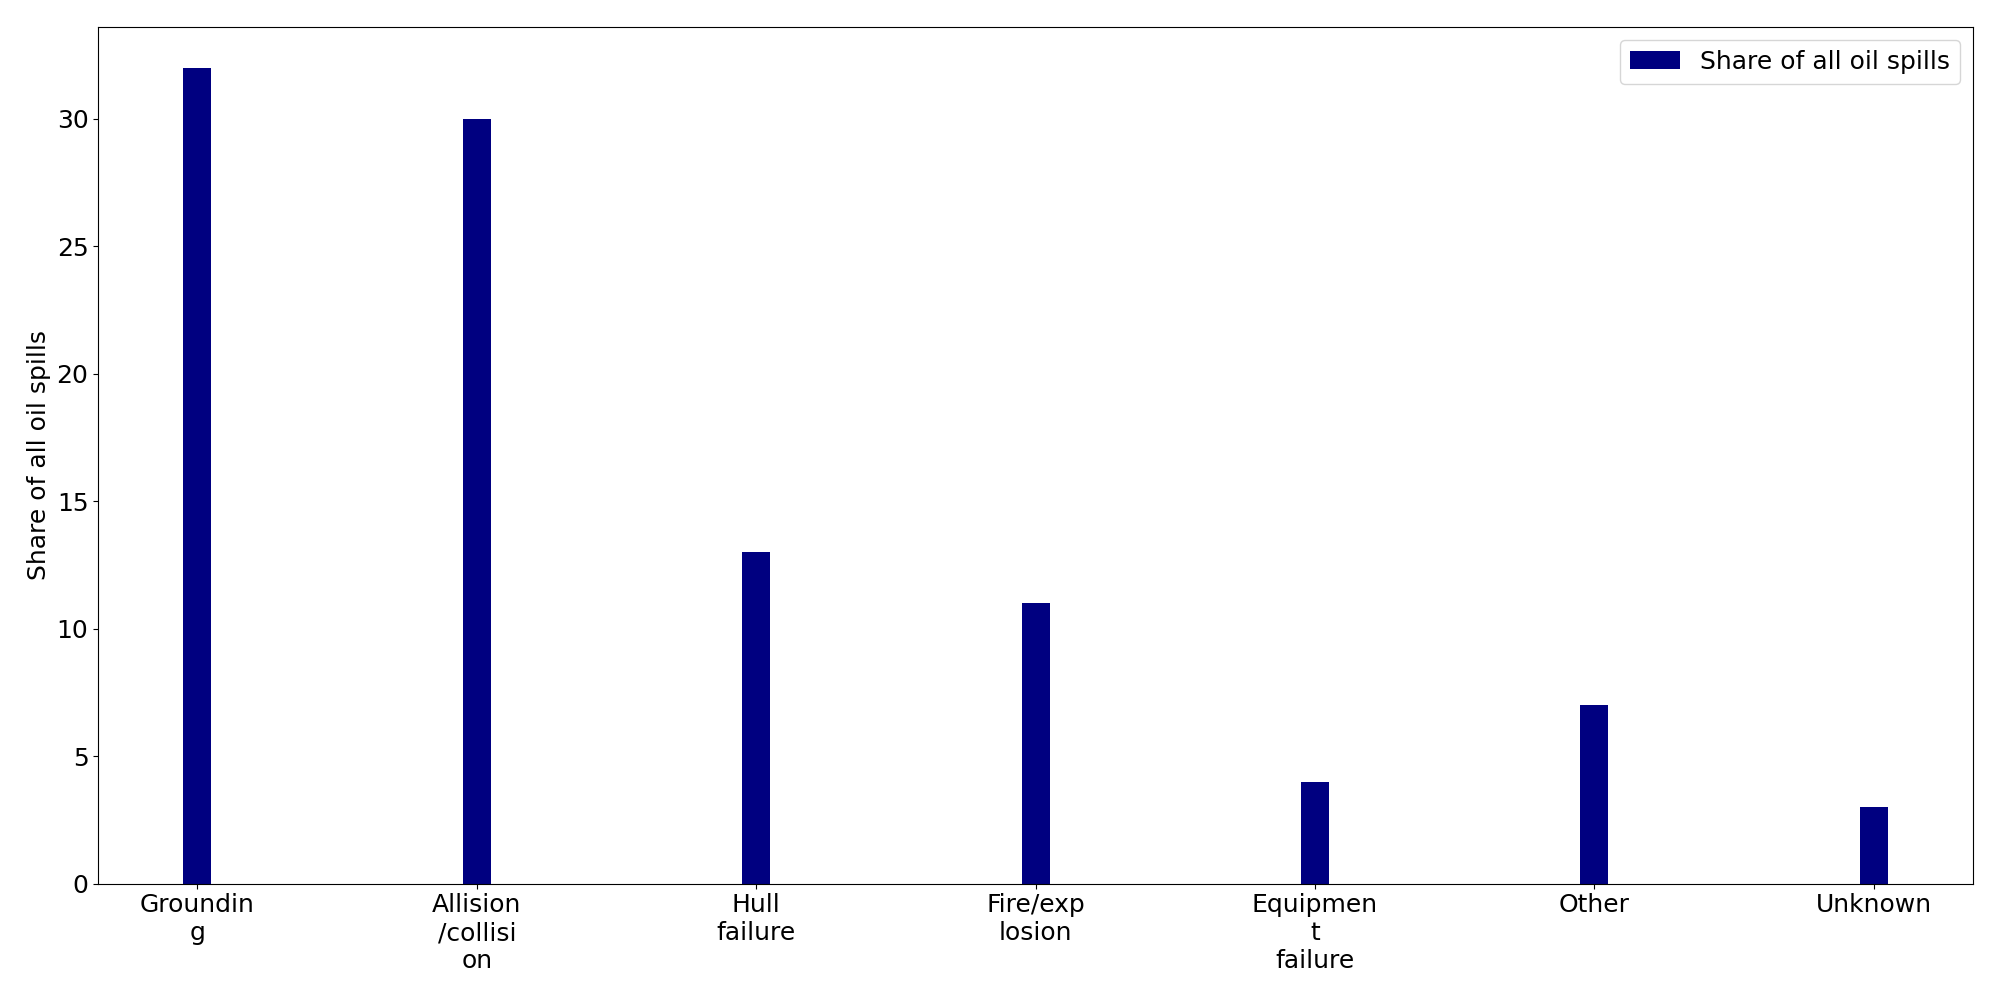 Share of all oil spills
Share of all oil spills
30
25
20
15
10
5
0
Groundin
g
Allision
/collisi
on
Hull
failure
Fire/exp
losion
Equipmen
t
failure
Other
Unknown